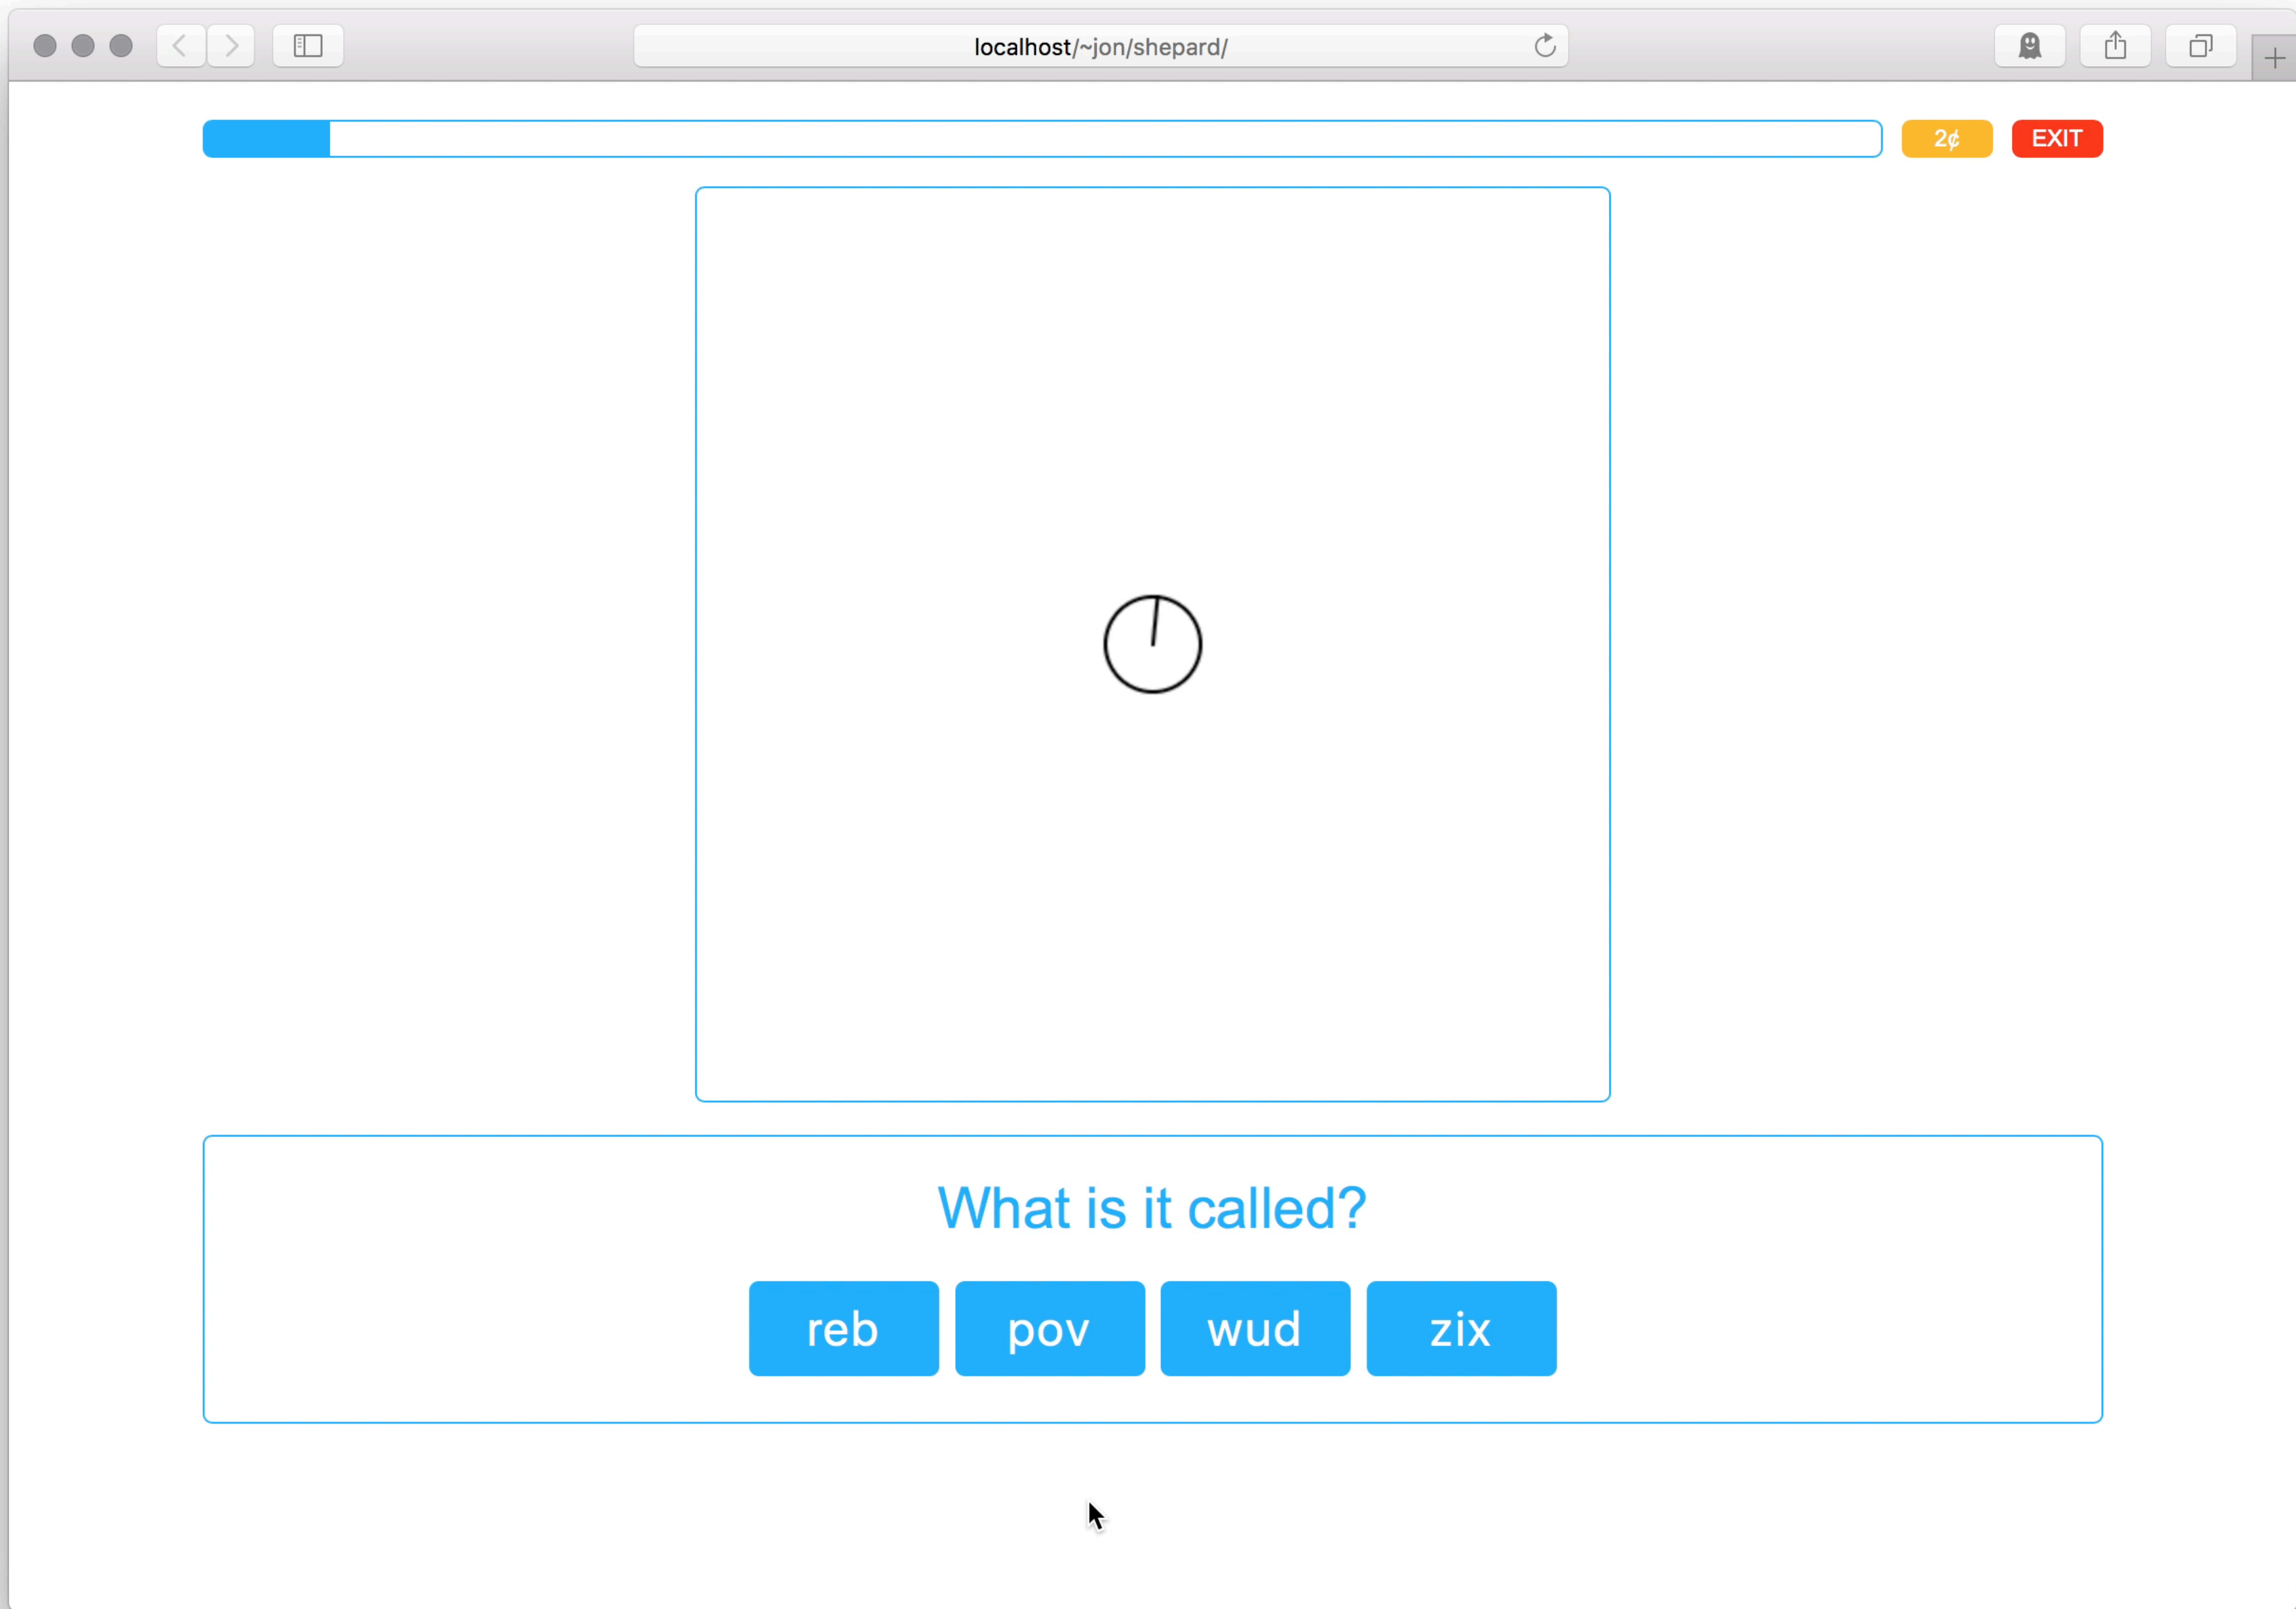 localhost/~jon/shepard/
2¢ EXIT
What is it called?
reb pov wud zix